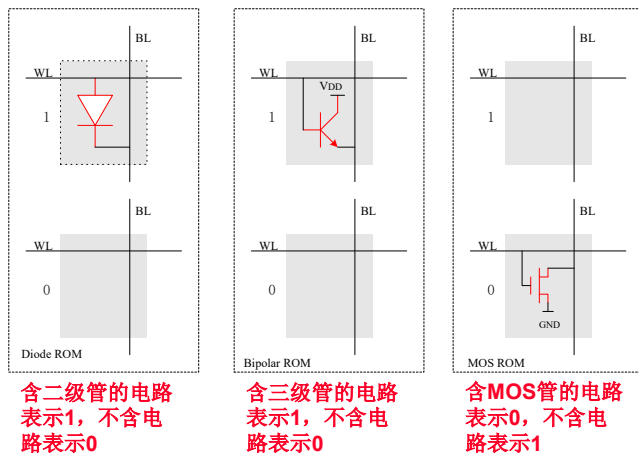 BL
WL
1
BL
WL
0
Diode ROM
含二级管的电路
表示1，不含电
路表示0
BL
WL
VDD
1
BL
WL
0
Bipolar ROM
含三级管的电路
表示1，不含电
路表示0
BL
WL
1
BL
WL
0
GND
MOS ROM
含MOS管的电路
表示0，不含电
路表示1